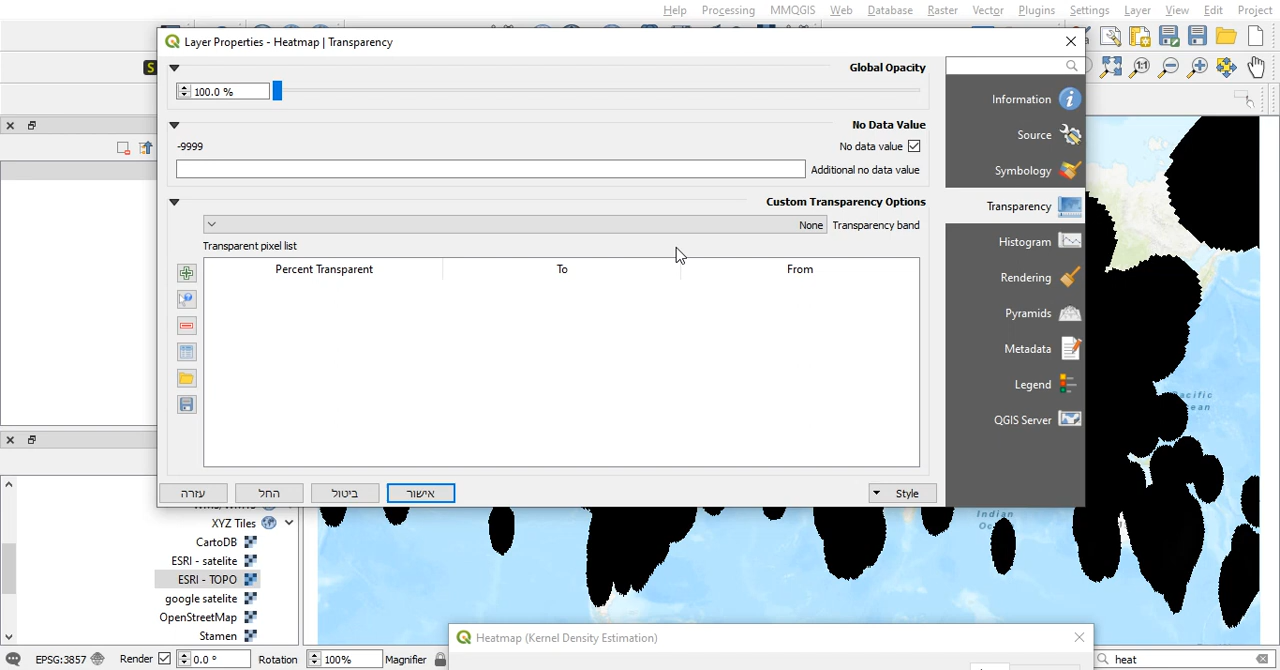 Help Processing MMQGIS Web Database Raster Vector Plugins Settings Layer View Edit Project
Layer Properties - Heatmap | Transparency
Global Opacity
100.0 %
No Data Value
-9999
No data value
Additional no data value
Custom Transparency Options
None
Transparency band
Transparent pixel list
Percent Transparent To From
Information
Source
Symbology
Transparency
Histogram
Rendering
Pyramids
Metadata
Legend
QGIS Server
עזרה
החל
ביטול
אישור
Style
XYZ Tiles
CartoDB
ESRI - satelite
ESRI - TOPO
google satelite
OpenStreetMap
Stamen
Indian
Heatmap (Kernel Density Estimation)
EPSG:3857 Render 0.0 ° Rotation 100% Magnifier
heat